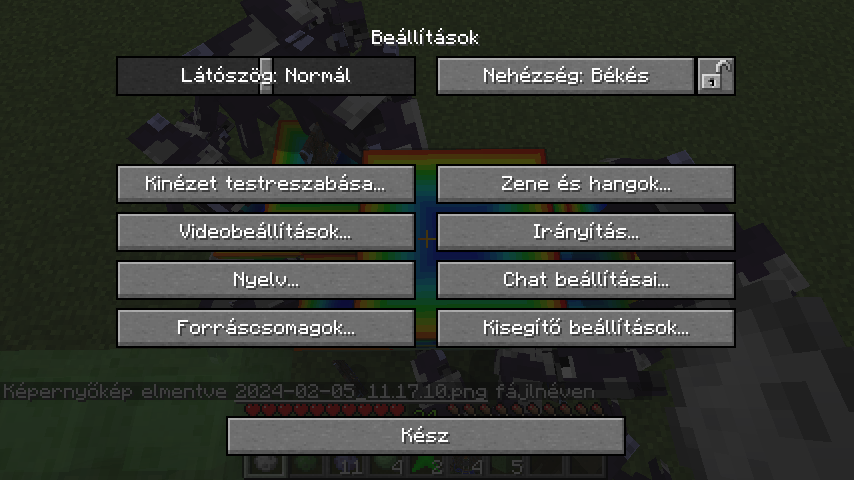 Beállítások
Látószög: Normál
Nehézség: Békés
Kinézet testreszabása...
Zene és hangok...
Videobeállítások...
Irányítás...
Nyelv...
Chat beállításai...
Forráscsomagok...
Kisegítő beállítások...
Képernyőkép elmentve 2024-02-05_11.17.10.png fájlnéven
Kész
11 4 2 4 5